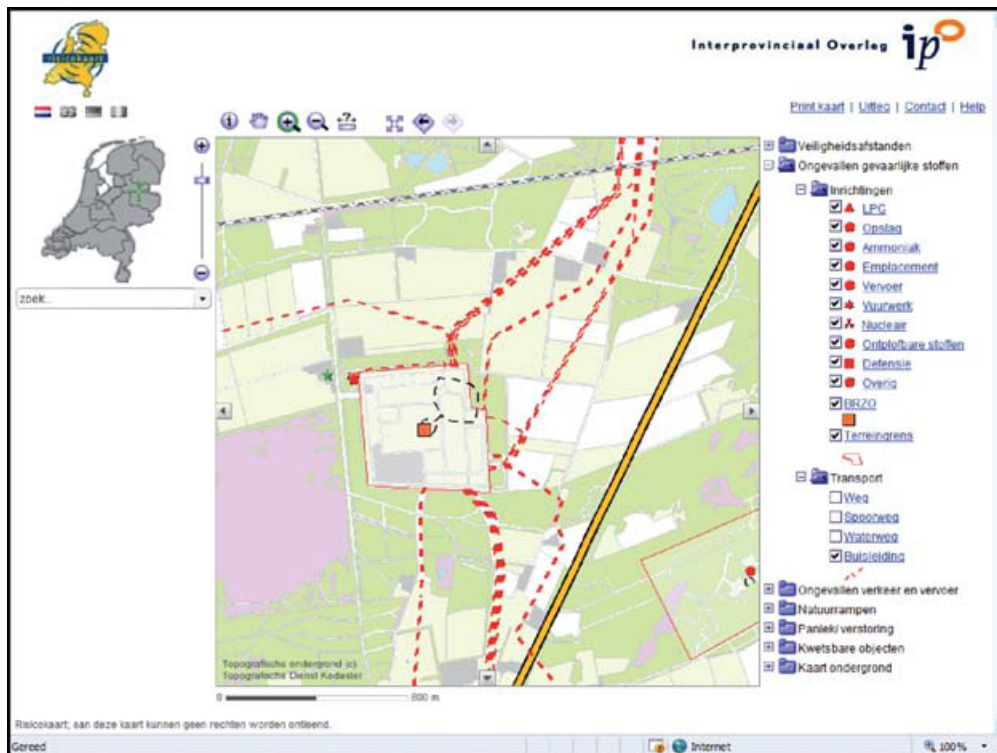 risicokaart
Interprovinciaal Overleg ipo
Print kaart | Uitleg | Contact | Help
zoek..
Veiligheidsafstanden
Ongevallen gevaarlijke stoffen
Inrichtingen
LPG
Opslag
Ammoniak
Emplacement
Vervoer
Vuurwerk
Nucleair
Ontplofbare stoffen
Defensie
Overig
BRZO
Terreingrens
Transport
Weg
Spoorweg
Waterweg
Buisleiding
Ongevallen verkeer en vervoer
Natuurrampen
Paniek/verstoring
Kwetsbare objecten
Kaart ondergrond
Topografische ondergrond (c)
Topografische Dienst Kadaster
0 800 m
Risicokaart; aan deze kaart kunnen geen rechten worden ontleend.
Gereed Internet 100%